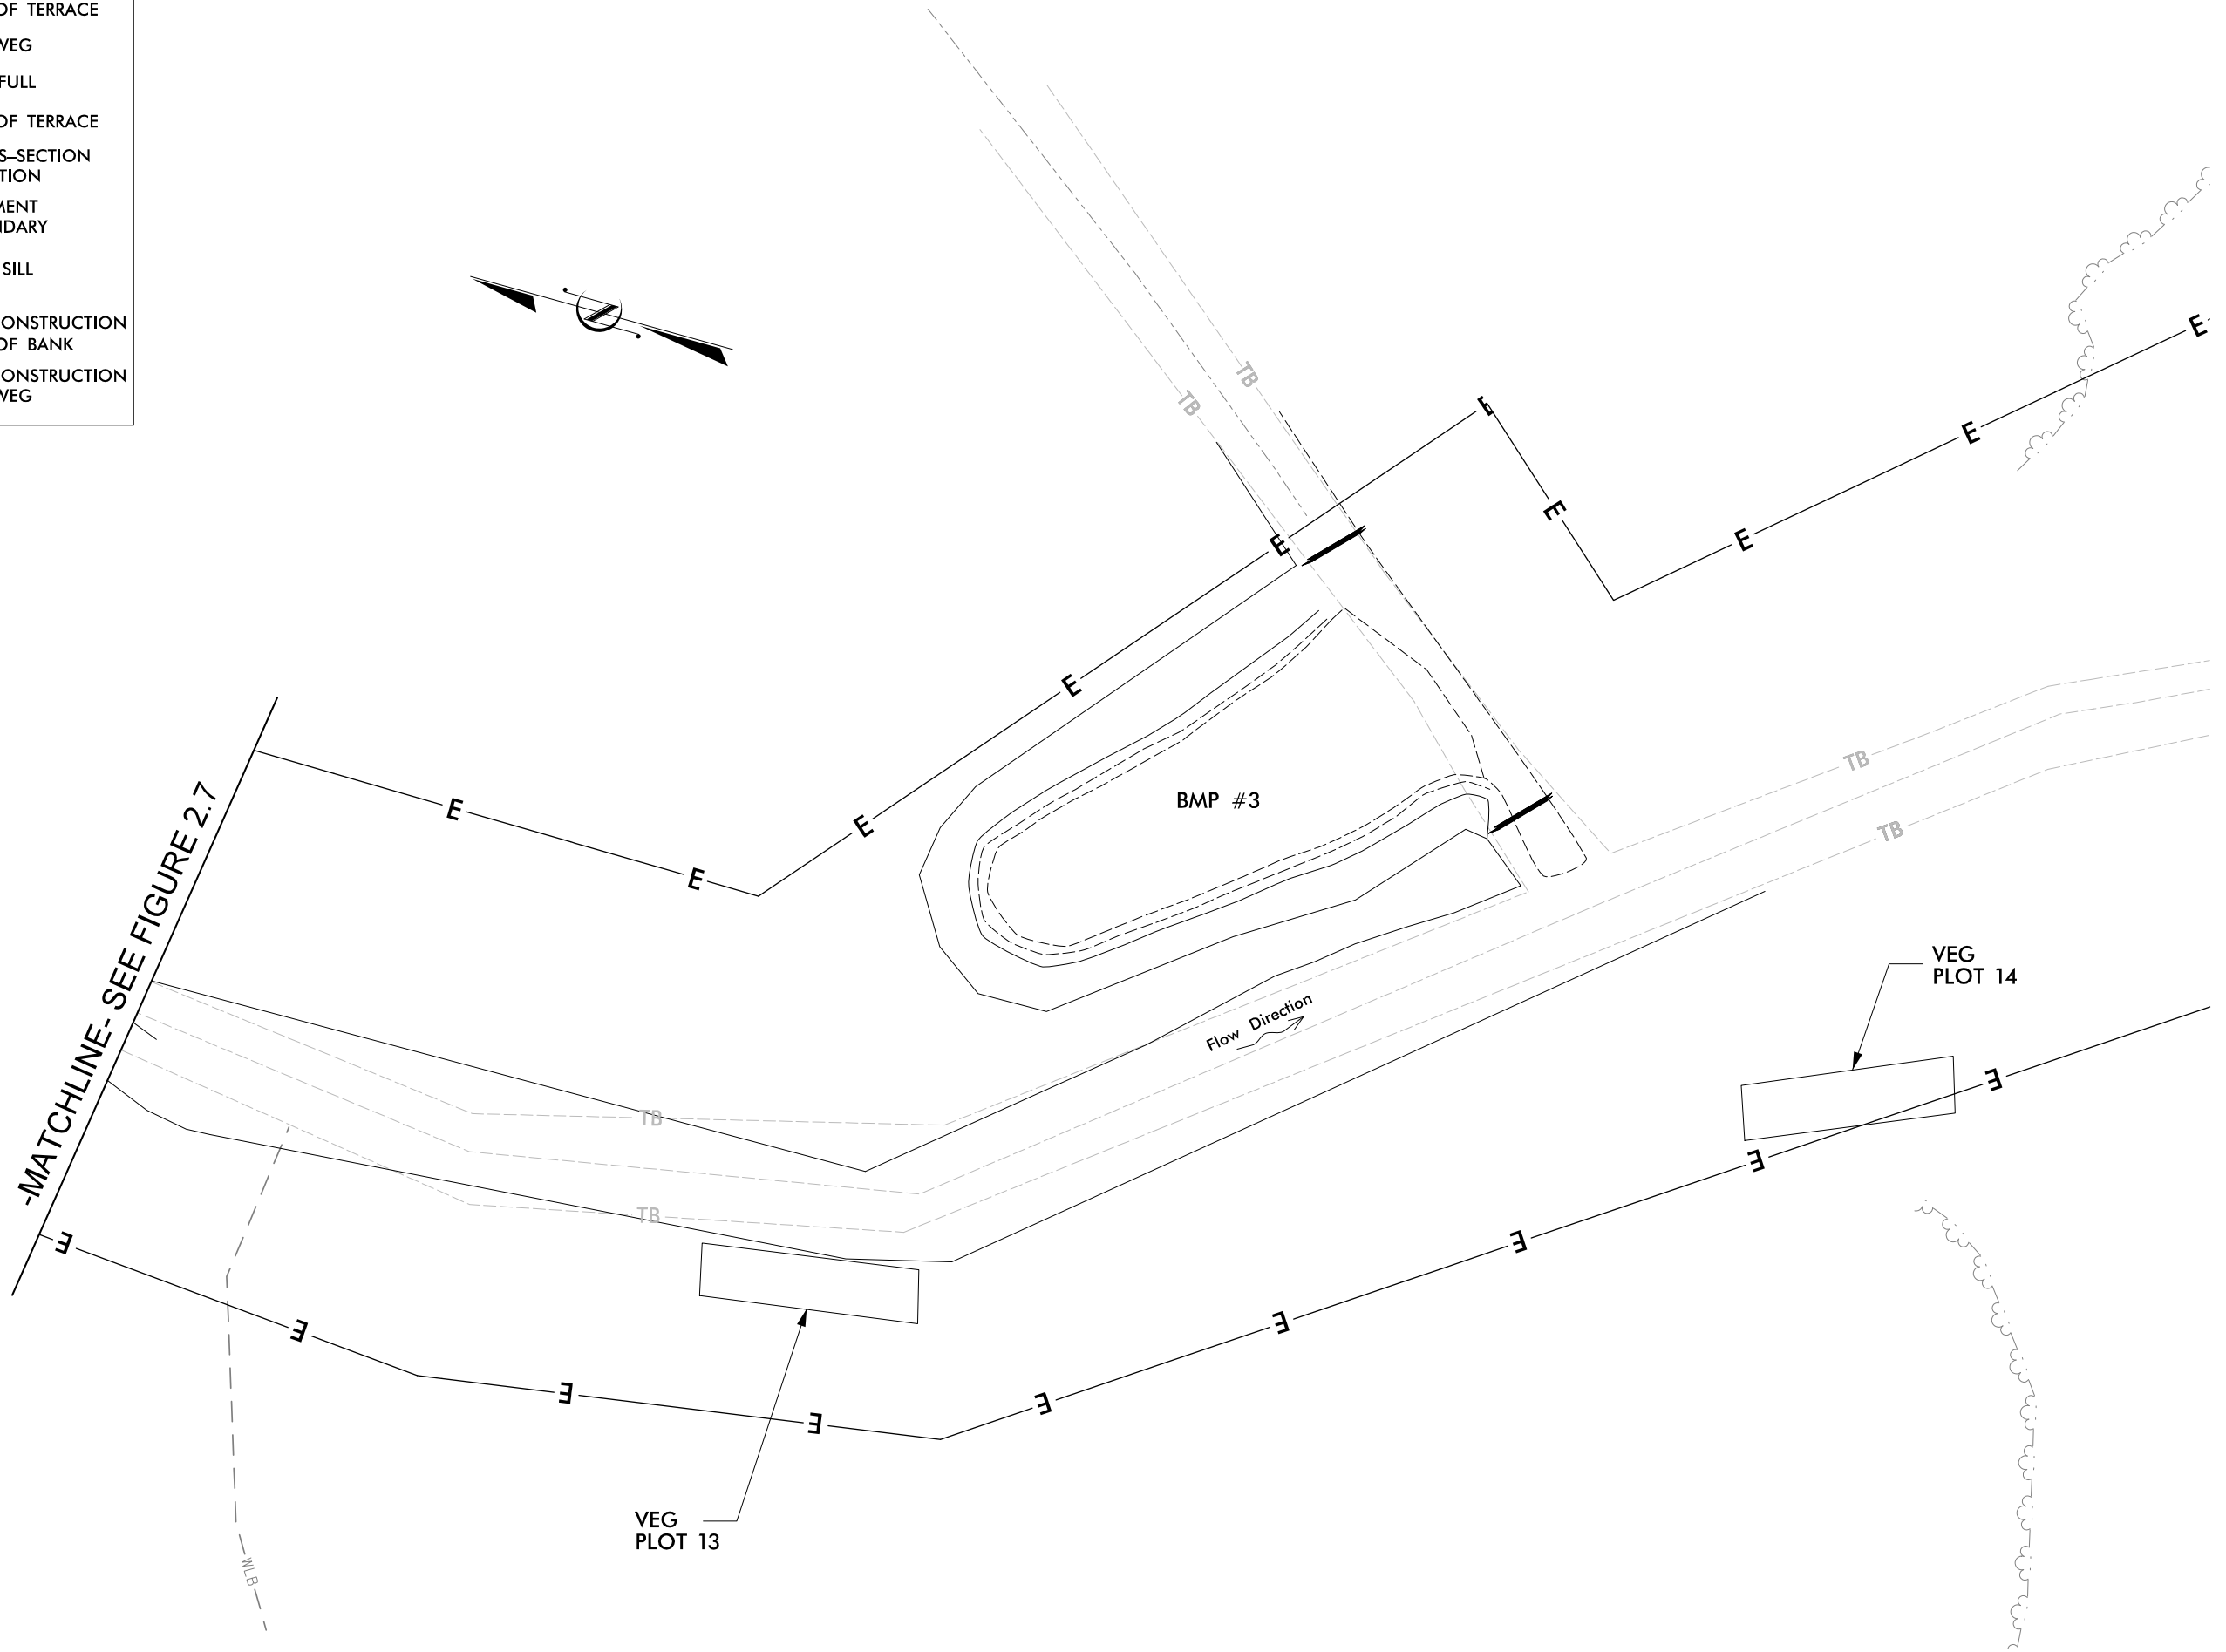 OF TERRACE
VEG
FULL
OF TERRACE
S–SECTION
TION
MENT
NDARY
SILL
ONSTRUCTION
OF BANK
ONSTRUCTION
VEG
TB
TB
E
E
E
E
E
E
E
E
E
E
-MATCHLINE- SEE FIGURE 2.7
BMP #3
TB
TB
Flow Direction
VEG
PLOT 14
TB
TB
E
E
E
E
E
E
E
E
E
VEG
PLOT 13
WLB